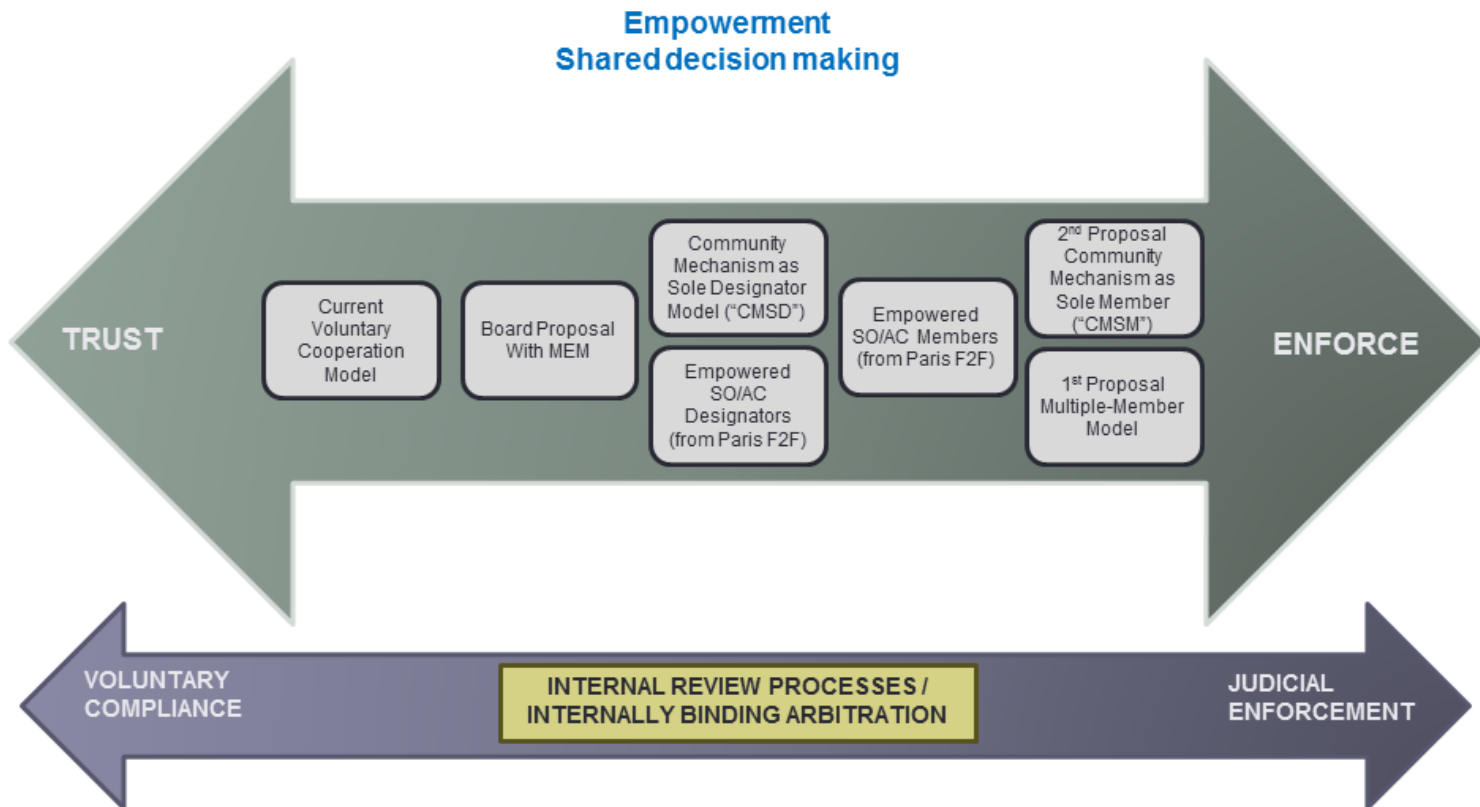 Empowerment
Shared decision making
TRUST
Current
Voluntary
Cooperation
Model
Board Proposal
With MEM
Community
Mechanism as
Sole Designator
Model (“CMSD”)
Empowered
SO/AC
Designators
(from Paris F2F)
Empowered
SO/AC Members
(from Paris F2F)
2nd Proposal
Community
Mechanism as
Sole Member
(“CMSM”)
1st Proposal
Multiple-Member
Model
ENFORCE
VOLUNTARY
COMPLIANCE
INTERNAL REVIEW PROCESSES /
INTERNALLY BINDING ARBITRATION
JUDICIAL
ENFORCEMENT